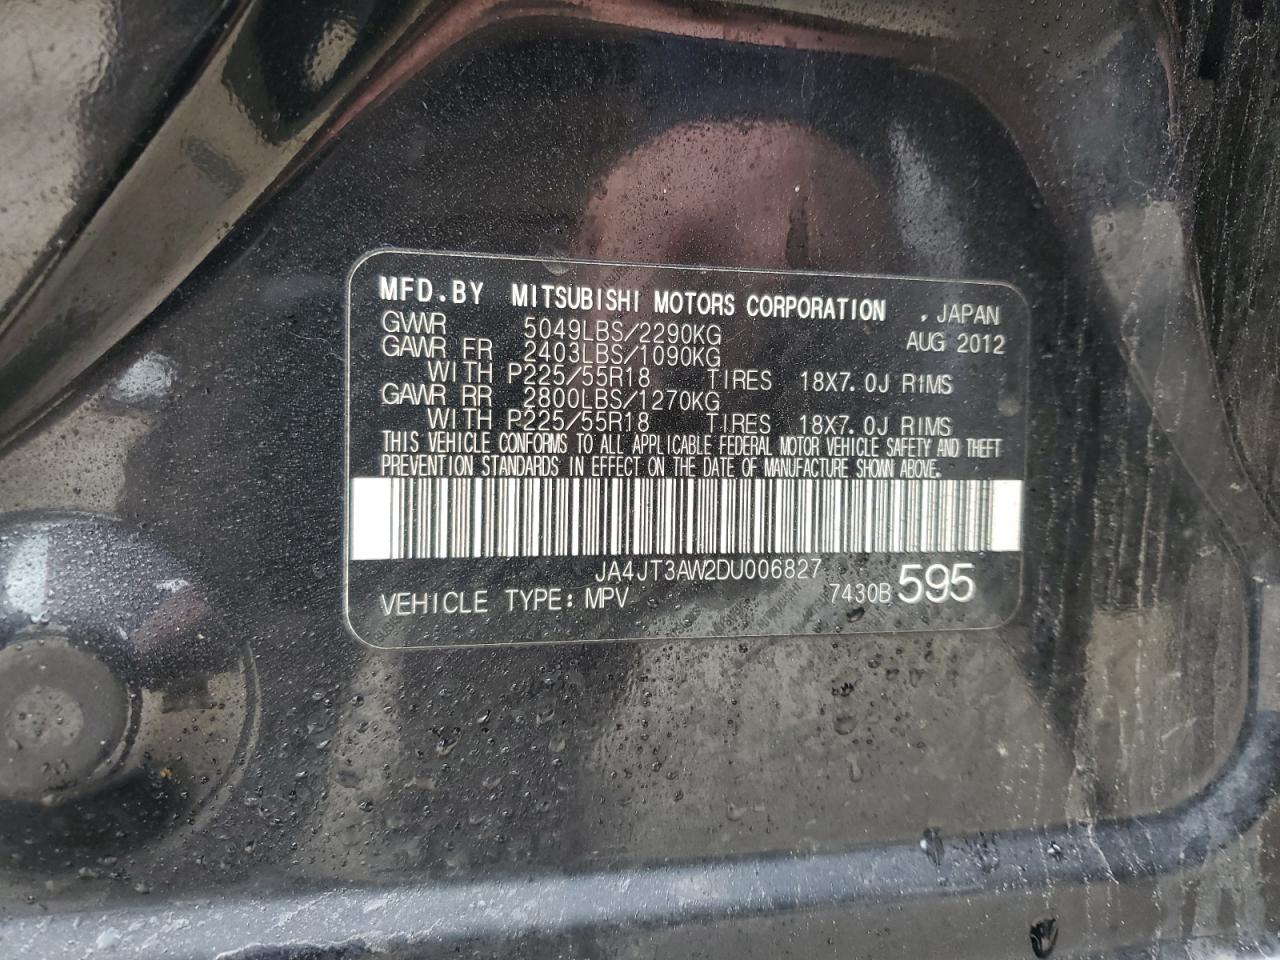 MFD.BY MITSUBISHI MOTORS CORPORATION , JAPAN
GVWR 5049LBS/2290KG AUG 2012
GAWR FR 2403LBS/1090KG
WITH P225/55R18 TIRES 18X7.0J RIMS
GAWR RR 2800LBS/1270KG
WITH P225/55R18 TIRES 18X7.0J RIMS
THIS VEHICLE CONFORMS TO ALL APPLICABLE FEDERAL MOTOR VEHICLE SAFETY AND THEFT
PREVENTION STANDARDS IN EFFECT ON THE DATE OF MANUFACTURE SHOWN ABOVE.
JA4JT3AW2DU006827
VEHICLE TYPE: MPV 7430B 595